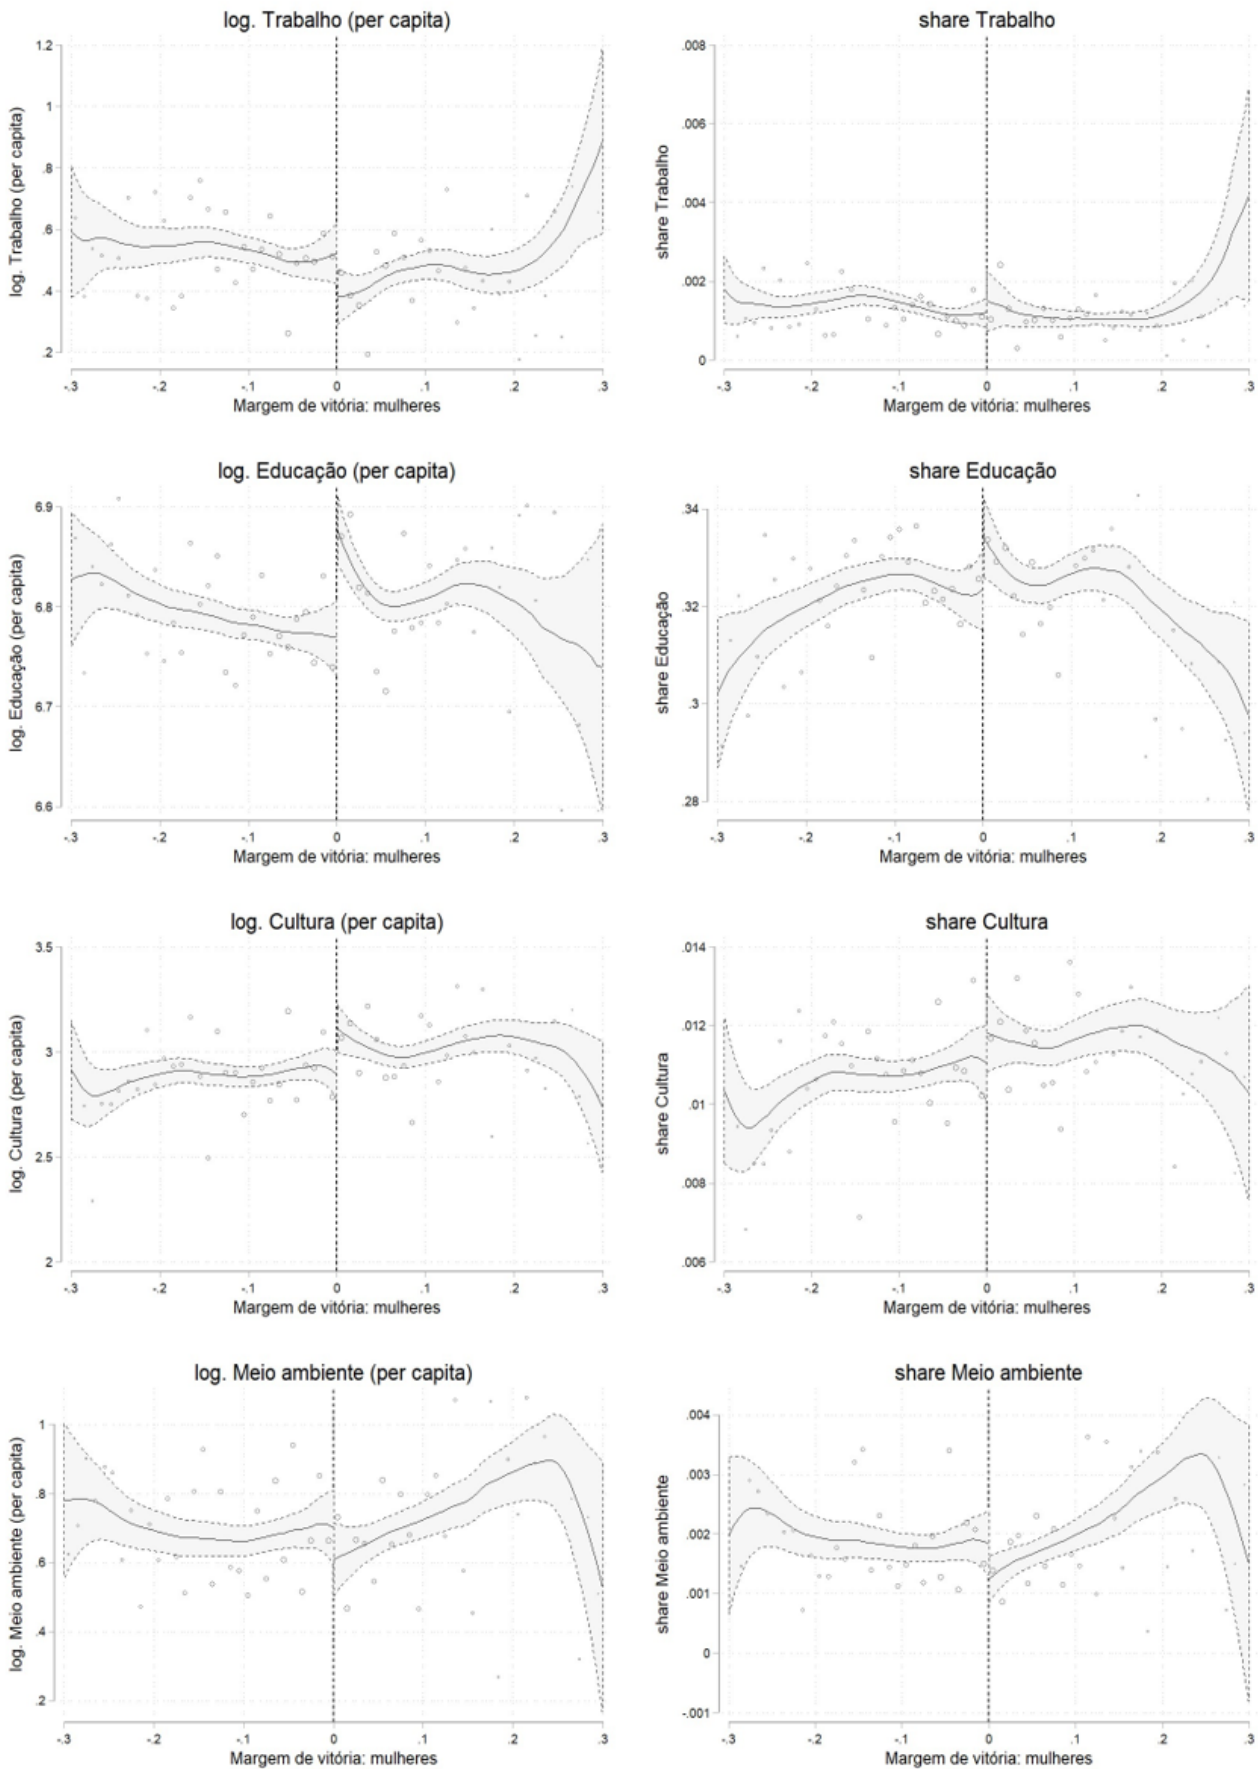 log. Trabalho (per capita)
log. Trabalho (per capita)
1.2
1
.8
.6
.4
.2
-.3 -.2 -.1 0 .1 .2 .3
Margem de vitória: mulheres
share Trabalho
share Trabalho
.008
.006
.004
.002
0
-.3 -.2 -.1 0 .1 .2 .3
Margem de vitória: mulheres
log. Educação (per capita)
log. Educação (per capita)
6.9
6.8
6.7
6.6
-.3 -.2 -.1 0 .1 .2 .3
Margem de vitória: mulheres
share Educação
share Educação
.34
.32
.3
.28
-.3 -.2 -.1 0 .1 .2 .3
Margem de vitória: mulheres
log. Cultura (per capita)
log. Cultura (per capita)
3.5
3
2.5
2
-.3 -.2 -.1 0 .1 .2 .3
Margem de vitória: mulheres
share Cultura
share Cultura
.014
.012
.01
.008
.006
-.3 -.2 -.1 0 .1 .2 .3
Margem de vitória: mulheres
log. Meio ambiente (per capita)
log. Meio ambiente (per capita)
1
.8
.6
.4
.2
-.3 -.2 -.1 0 .1 .2 .3
Margem de vitória: mulheres
share Meio ambiente
share Meio ambiente
.004
.003
.002
.001
0
-.001
-.3 -.2 -.1 0 .1 .2 .3
Margem de vitória: mulheres